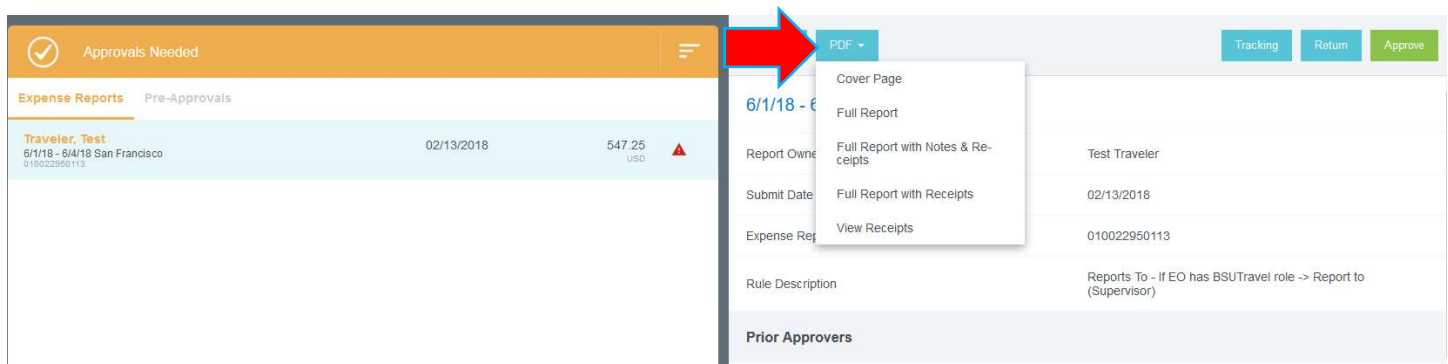 Approvals Needed
Expense Reports Pre-Approvals
Traveler, Test
6/1/18 - 6/4/18 San Francisco
010022950113
02/13/2018
547.25
USD
PDF
Tracking Return Approve
Cover Page
Full Report
Full Report with Notes & Re-
ceipts
Full Report with Receipts
View Receipts
6/1/18 - 6
Report Owne
Test Traveler
Submit Date
02/13/2018
Expense Rep
010022950113
Rule Description
Reports To - If EO has BSUTravel role -> Report to
(Supervisor)
Prior Approvers